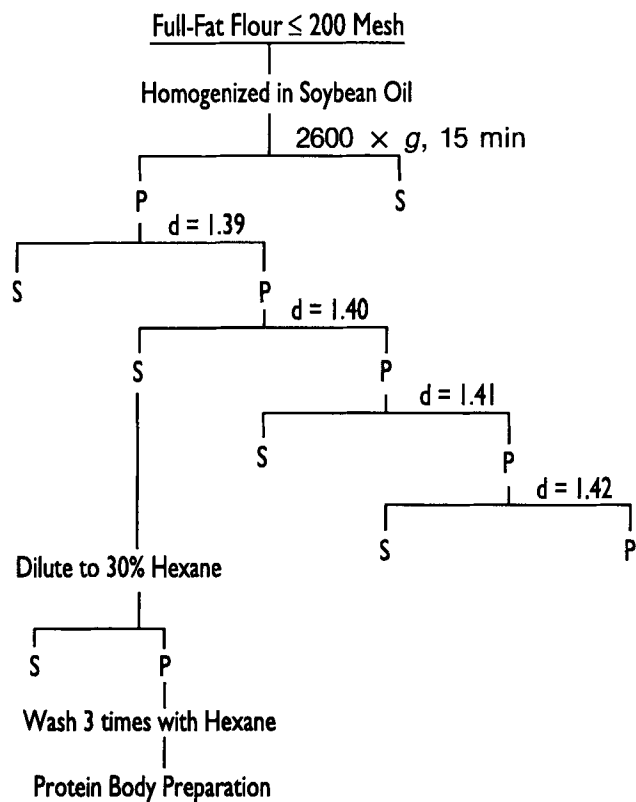 Full-Fat Flour ≤ 200 Mesh
Homogenized in Soybean Oil
2600 × g, 15 min
P
S
d = 1.39
S
P
d = 1.40
S
P
d = 1.41
S
P
d = 1.42
S
P
Dilute to 30% Hexane
S
P
Wash 3 times with Hexane
Protein Body Preparation